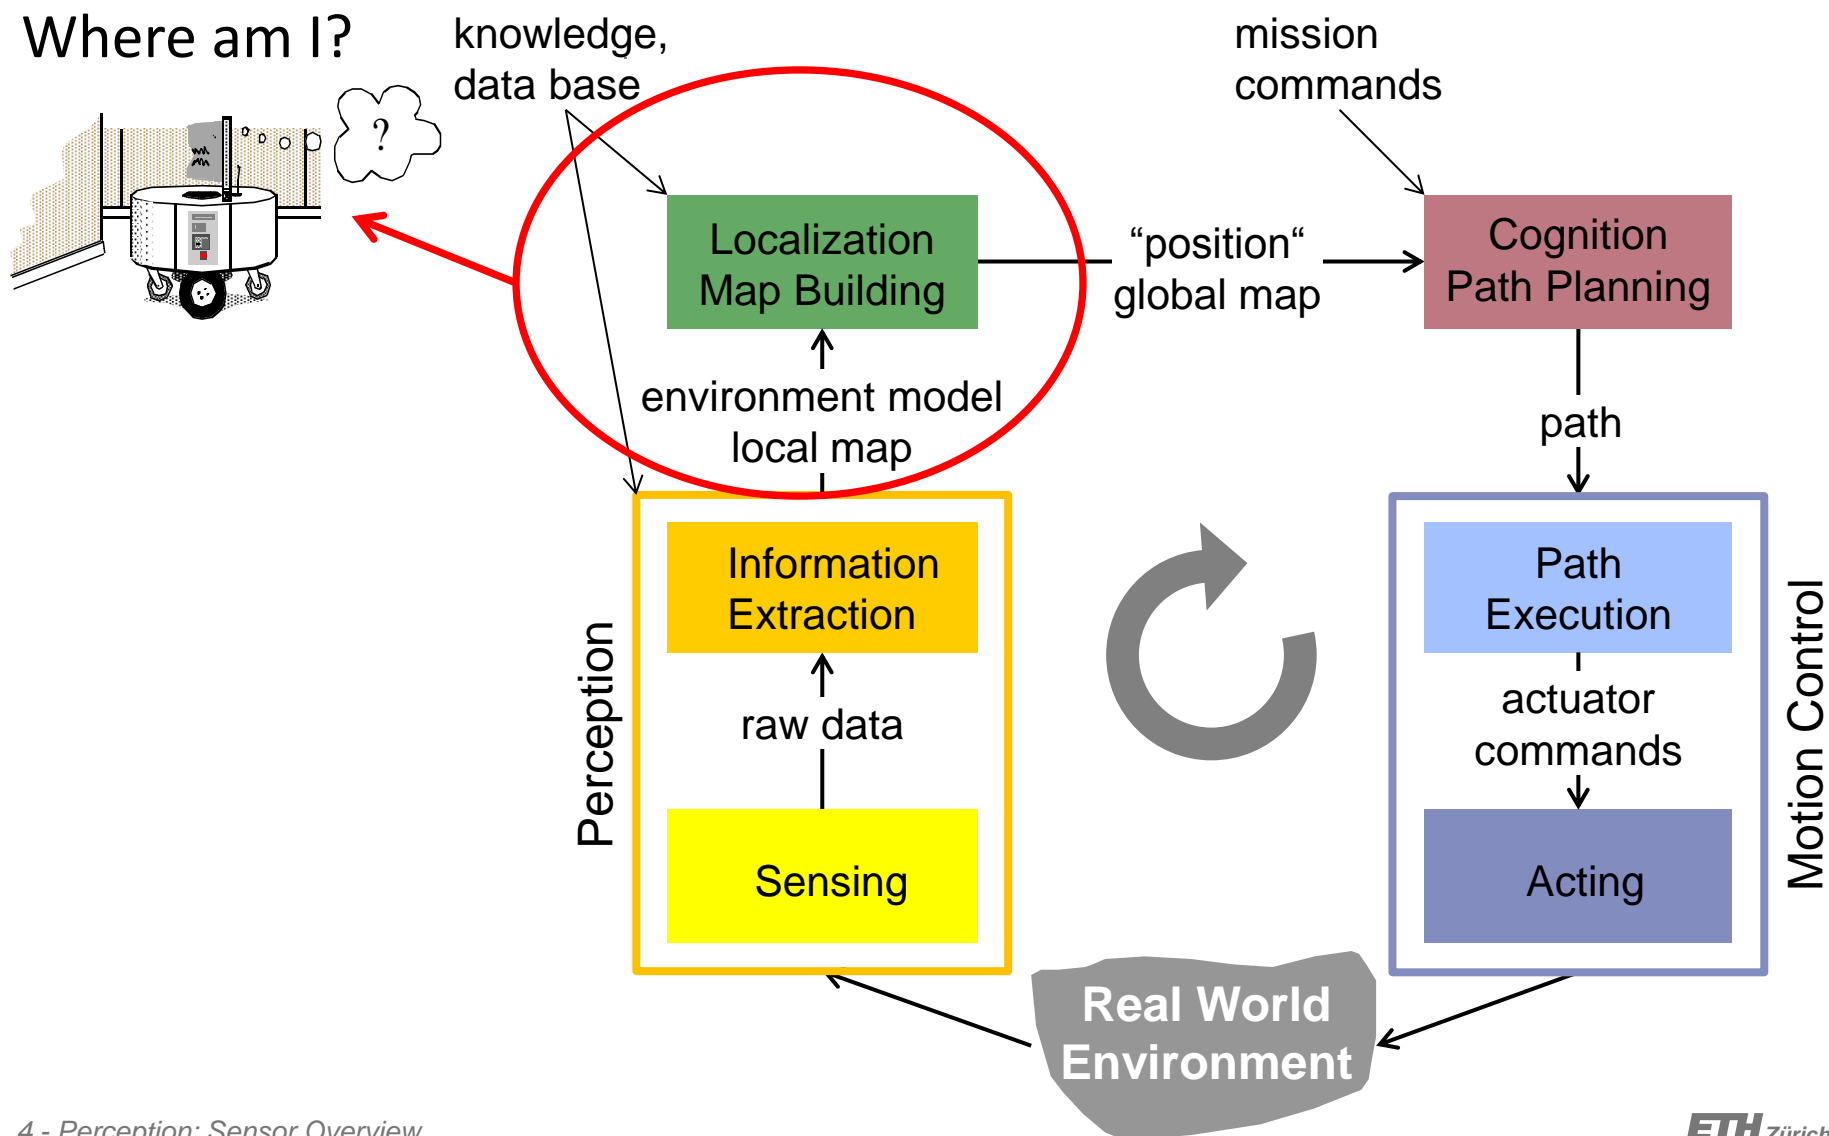 Where am I?
knowledge,
data base
mission
commands
?
Localization
Map Building
“position“
global map
Cognition
Path Planning
environment model
local map
path
Perception
Information
Extraction
raw data
Sensing
Path
Execution
actuator
commands
Acting
Motion Control
Real World
Environment
4 - Perception: Sensor Overview
ETH Zürich